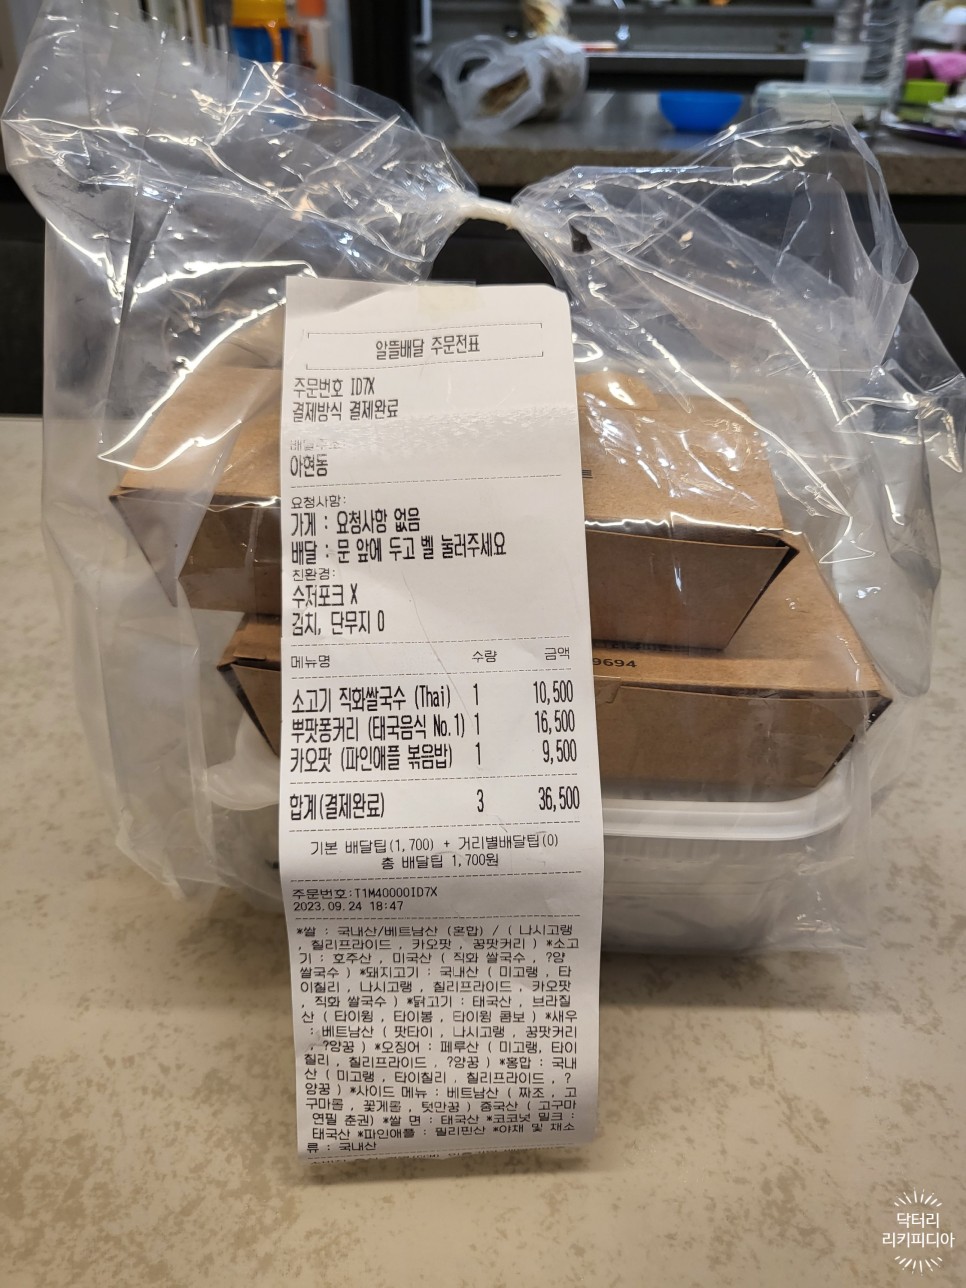 알뜰배달 주문전표
주문번호 ID7X
결제방식 결제완료
배달주소
아현동
요청사항:
가게 : 요청사항 없음
배달 : 문 앞에 두고 벨 눌러주세요
친환경:
수저포크 X
김치, 단무지 O
메뉴명 수량 금액
소고기 직화쌀국수 (Thai) 1 10,500
뿌팟퐁커리 (태국음식 No.1) 1 16,500
카오팟 (파인애플 볶음밥) 1 9,500
합계(결제완료) 3 36,500
기본 배달팁(1,700) + 거리별배달팁(0)
총 배달팁 1,700원
주문번호:T1M40000ID7X
2023.09.24 18:47
*쌀 : 국내산/베트남산 (혼합) / ( 나시고랭
, 칠리프라이드 , 카오팟 , 꿍팟커리 ) *소고
기 : 호주산 , 미국산 ( 직화 쌀국수 , ?양
쌀국수 ) *돼지고기 : 국내산 ( 미고랭 , 타
이칠리 , 나시고랭 , 칠리프라이드 , 카오팟
, 직화 쌀국수 ) *닭고기 : 태국산 , 브라질
산 ( 타이윙 , 타이봉 , 타이윙 콤보 ) *새우
: 베트남산 ( 팟타이 , 나시고랭 , 꿍팟커리
, ?양꿍 ) *오징어 : 페루산 ( 미고랭, 타이
칠리 , 칠리프라이드 , ?양꿍 ) *홍합 : 국내
산 ( 미고랭 , 타이칠리 , 칠리프라이드 , ?
양꿍 ) *사이드 메뉴 : 베트남산 ( 짜조 , 고
구마롤 , 꽃게롤 , 텃만꿍 ) 중국산 ( 고구마
연필 춘권) *쌀 면 : 태국산 *코코넛 밀크 :
태국산 *파인애플 : 필리핀산 *야채 및 채소
류 : 국내산
9694
닥터리
리키피디아